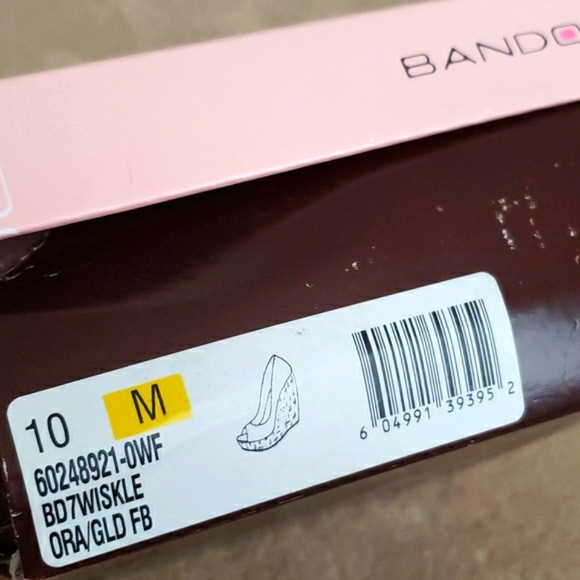 BANDO
10 M
60248921-0WF
BD7WISKLE
ORA/GLD FB
6 04991 39395 2